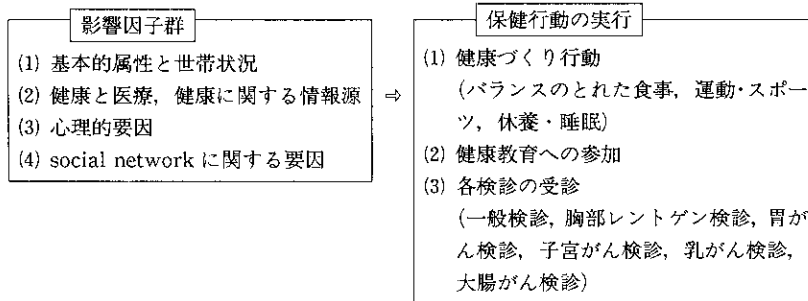 影響因子群
(1) 基本的属性と世帯状況
(2) 健康と医療，健康に関する情報源
(3) 心理的要因
(4) social network に関する要因
⇨
保健行動の実行
(1) 健康づくり行動
(バランスのとれた食事，運動・スポー
ツ，休養・睡眠)
(2) 健康教育への参加
(3) 各検診の受診
(一般検診，胸部レントゲン検診，胃が
ん検診，子宮がん検診，乳がん検診，
大腸がん検診)